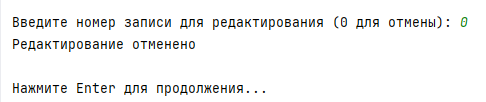 Введите номер записи для редактирования (0 для отмены): 0
Редактирование отменено
Нажмите Enter для продолжения...